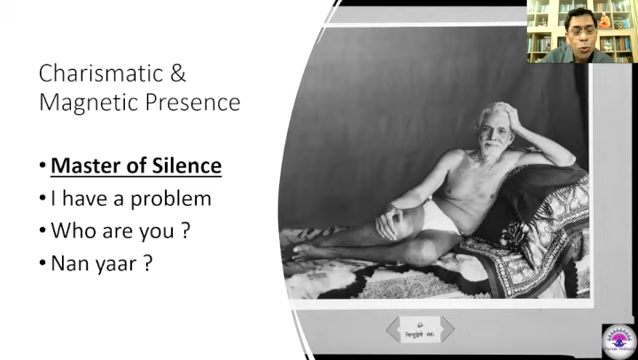 Charismatic &
Magnetic Presence
• Master of Silence
• I have a problem
• Who are you ?
• Nan yaar ?